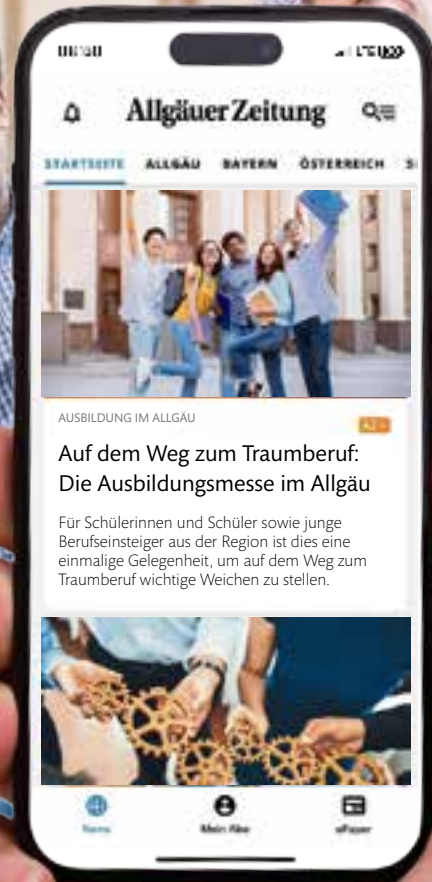 Allgäuer Zeitung
STARTSEITE ALLGÄU BAYERN ÖSTERREICH
AUSBILDUNG IM ALLGÄU
AZ+
Auf dem Weg zum Traumberuf:
Die Ausbildungsmesse im Allgäu
Für Schülerinnen und Schüler sowie junge
Berufseinsteiger aus der Region ist dies eine
einmalige Gelegenheit, um auf dem Weg zum
Traumberuf wichtige Weichen zu stellen.
Mein Abo ePaper